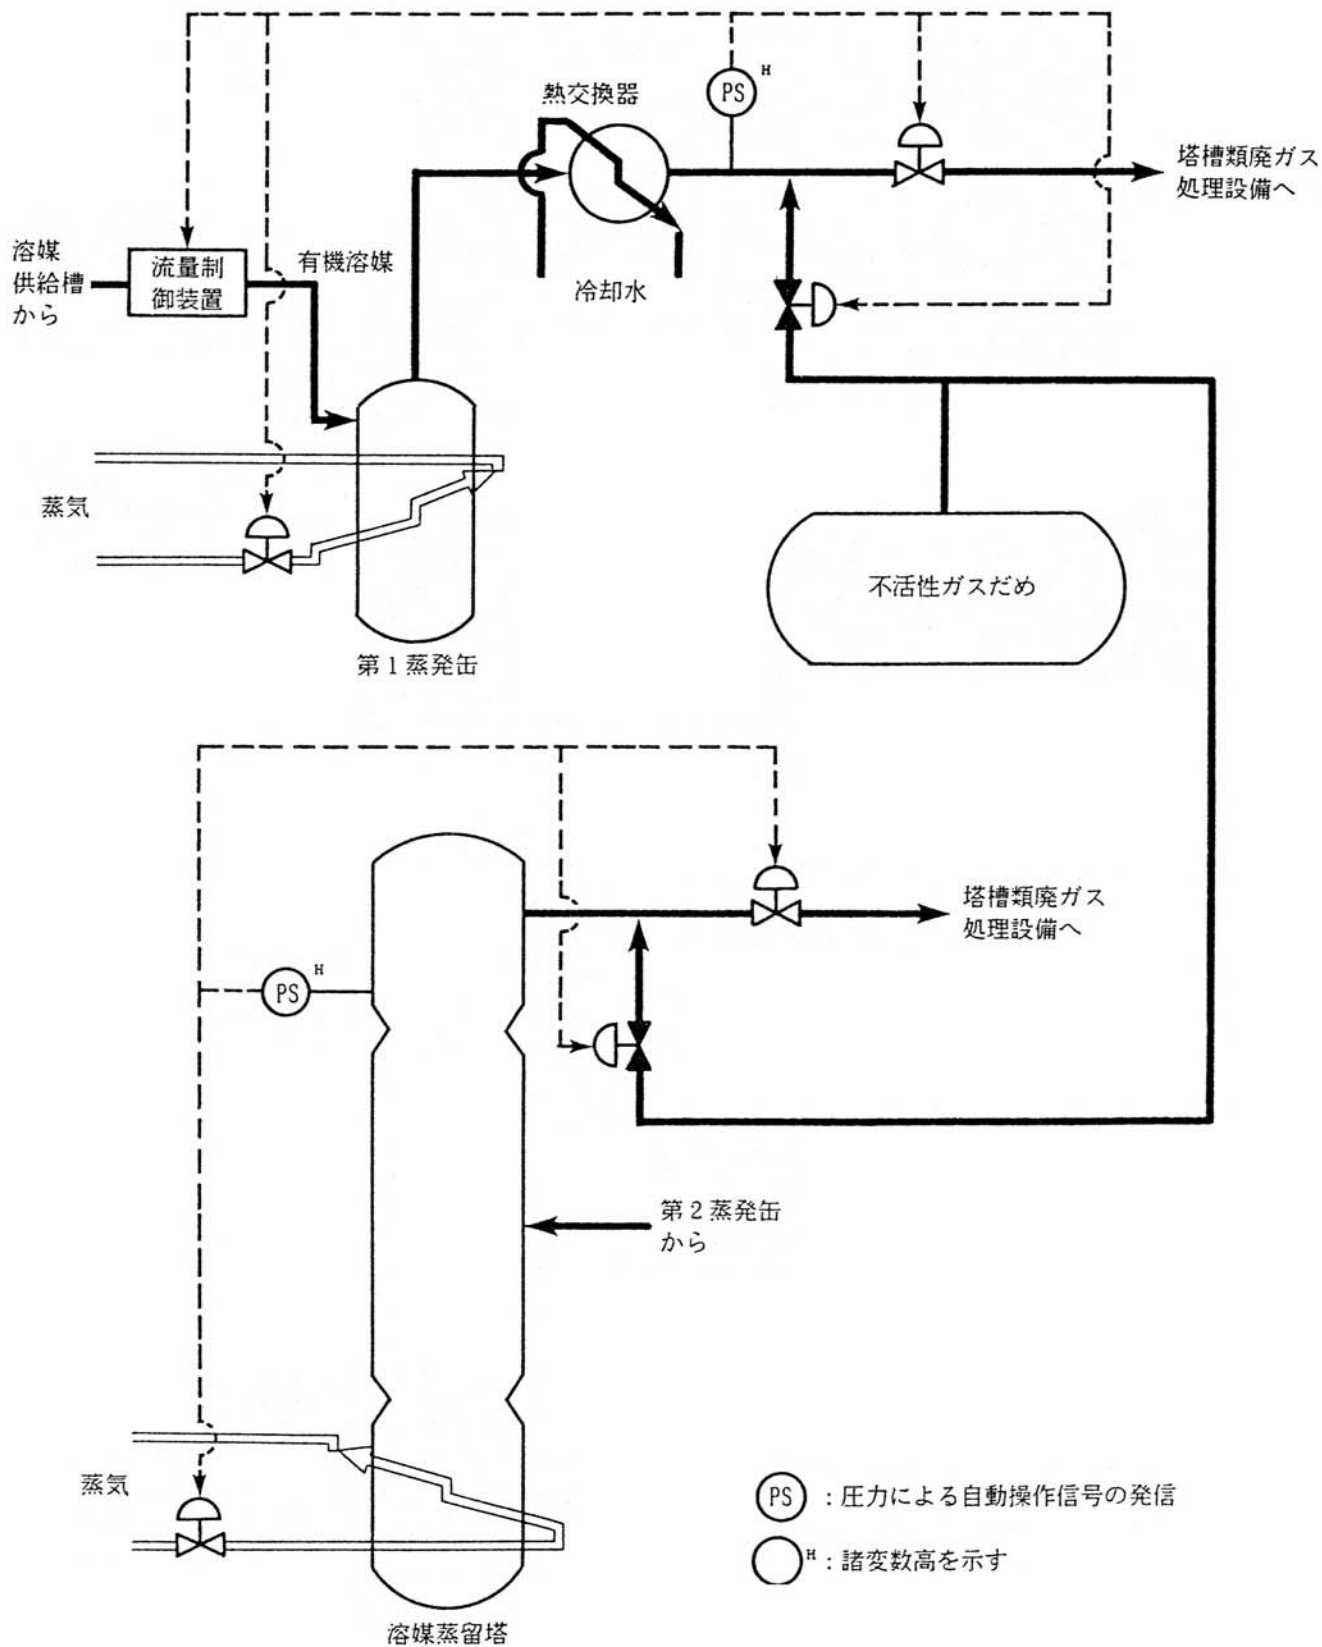 PS
H
熱交換器
塔槽類廃ガス
処理設備へ
溶媒
供給槽
から
流量制
御装置
有機溶媒
冷却水
蒸気
不活性ガスだめ
第1蒸発缶
塔槽類廃ガス
処理設備へ
PS
H
第2蒸発缶
から
蒸気
PS：圧力による自動操作信号の発信
H：諸変数高を示す
溶媒蒸留塔